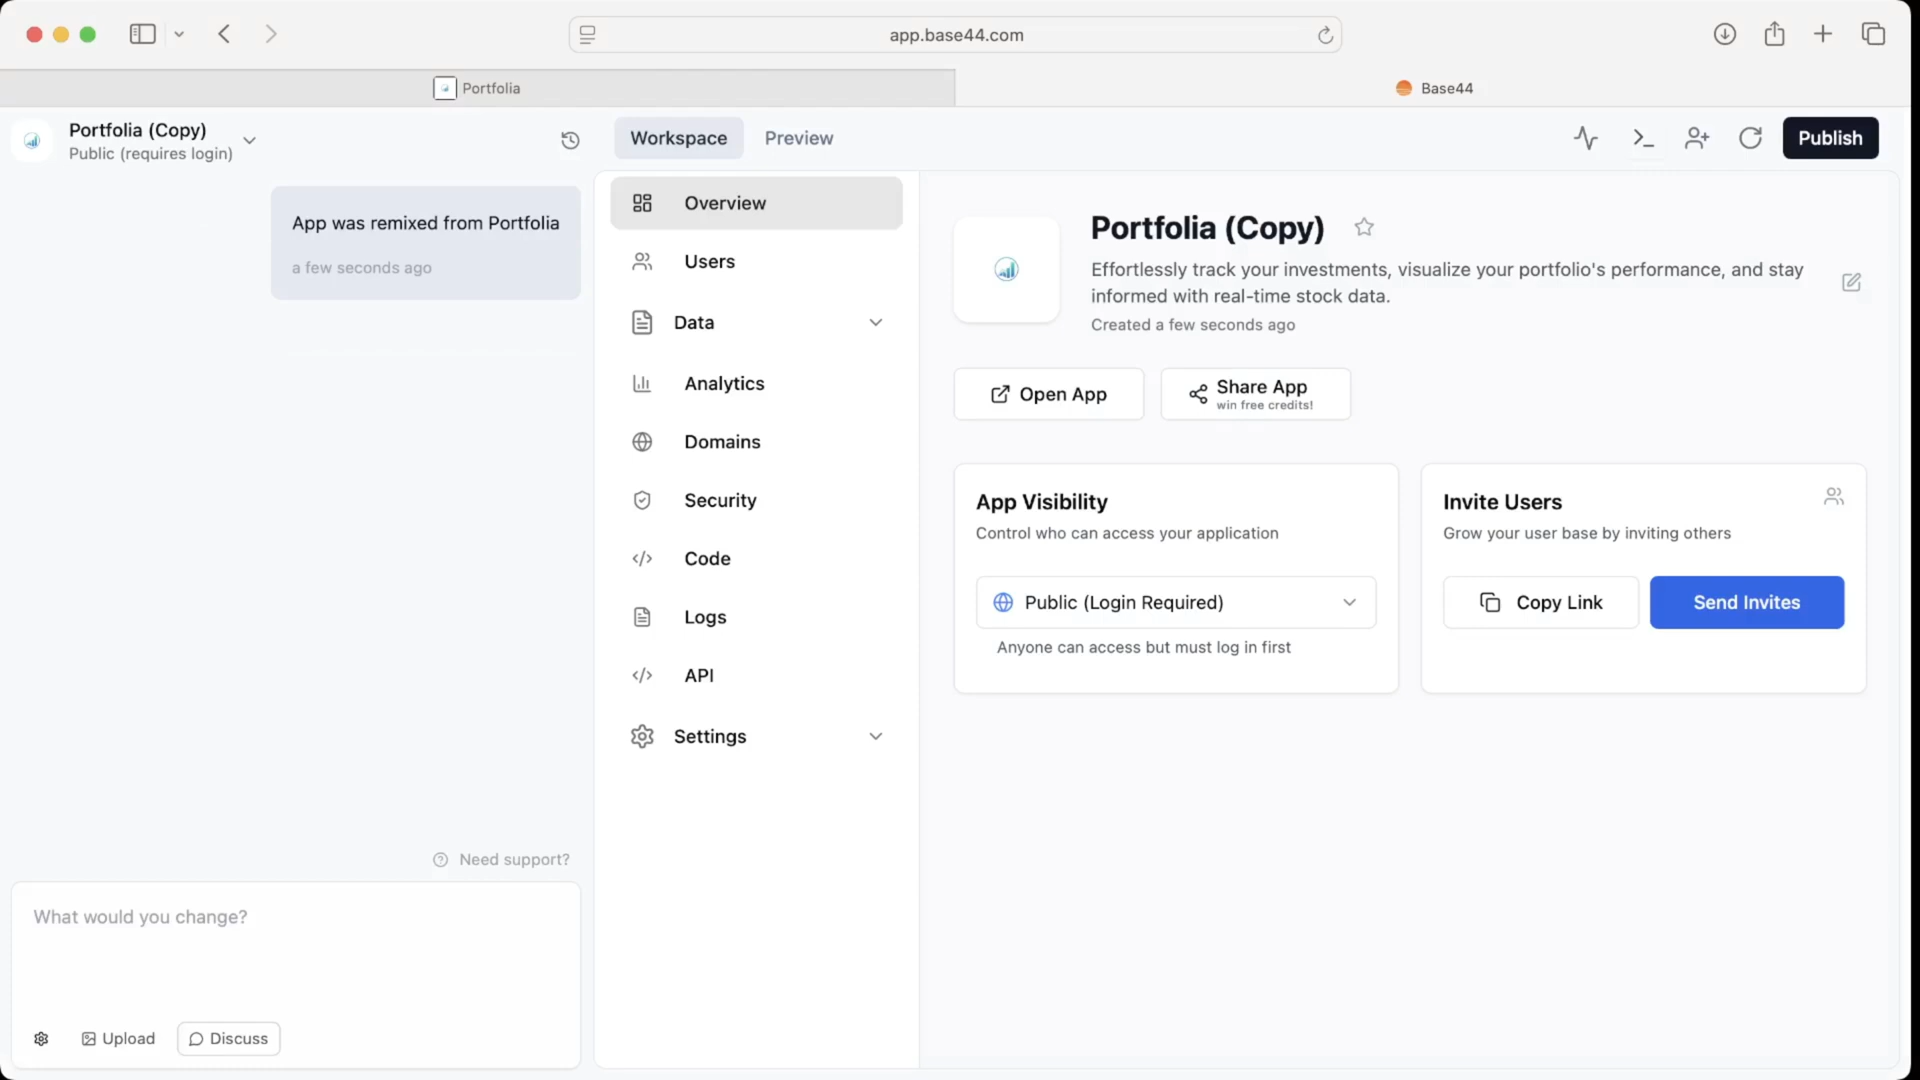 app.base44.com
Portfolia
Base44
Portfolia (Copy)
Public (requires login)
Workspace
Preview
Publish
App was remixed from Portfolia
a few seconds ago
Need support?
What would you change?
Upload
Discuss
Overview
Users
Data
Analytics
Domains
Security
Code
Logs
API
Settings
Portfolia (Copy)
Effortlessly track your investments, visualize your portfolio's performance, and stay
informed with real-time stock data.
Created a few seconds ago
Open App
Share App
win free credits!
App Visibility
Control who can access your application
Public (Login Required)
Anyone can access but must log in first
Invite Users
Grow your user base by inviting others
Copy Link
Send Invites